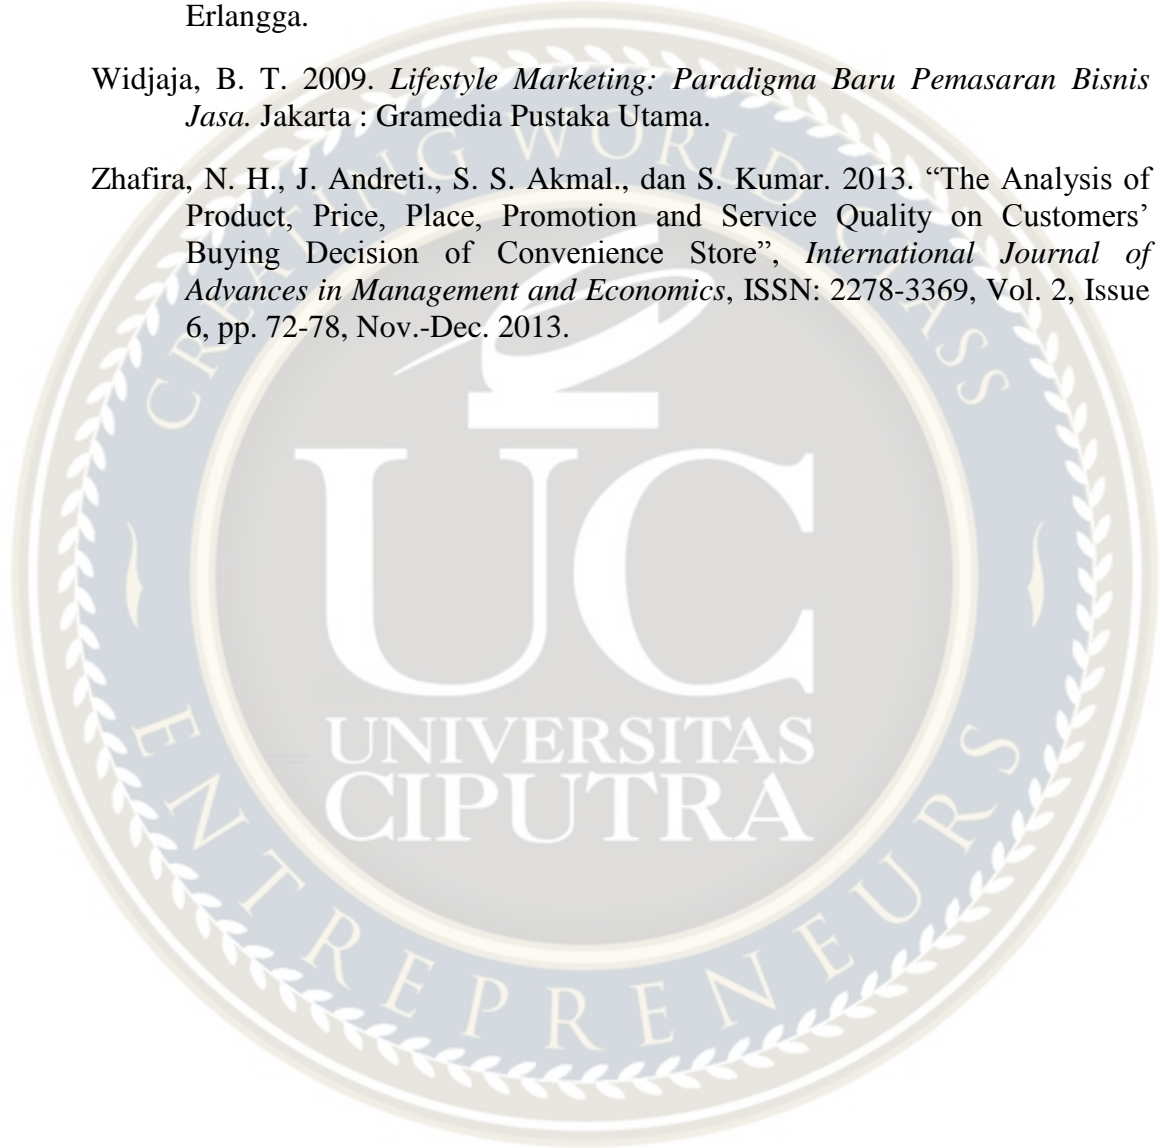 Erlangga.
Widjaja, B. T. 2009. Lifestyle Marketing: Paradigma Baru Pemasaran Bisnis
Jasa. Jakarta : Gramedia Pustaka Utama.
Zhafira, N. H., J. Andreti., S. S. Akmal., dan S. Kumar. 2013. “The Analysis of
Product, Price, Place, Promotion and Service Quality on Customers’
Buying Decision of Convenience Store”, International Journal of
Advances in Management and Economics, ISSN: 2278-3369, Vol. 2, Issue
6, pp. 72-78, Nov.-Dec. 2013.
CREATING WORLD CLASS
UC
UNIVERSITAS
CIPUTRA
ENTREPRENEURS